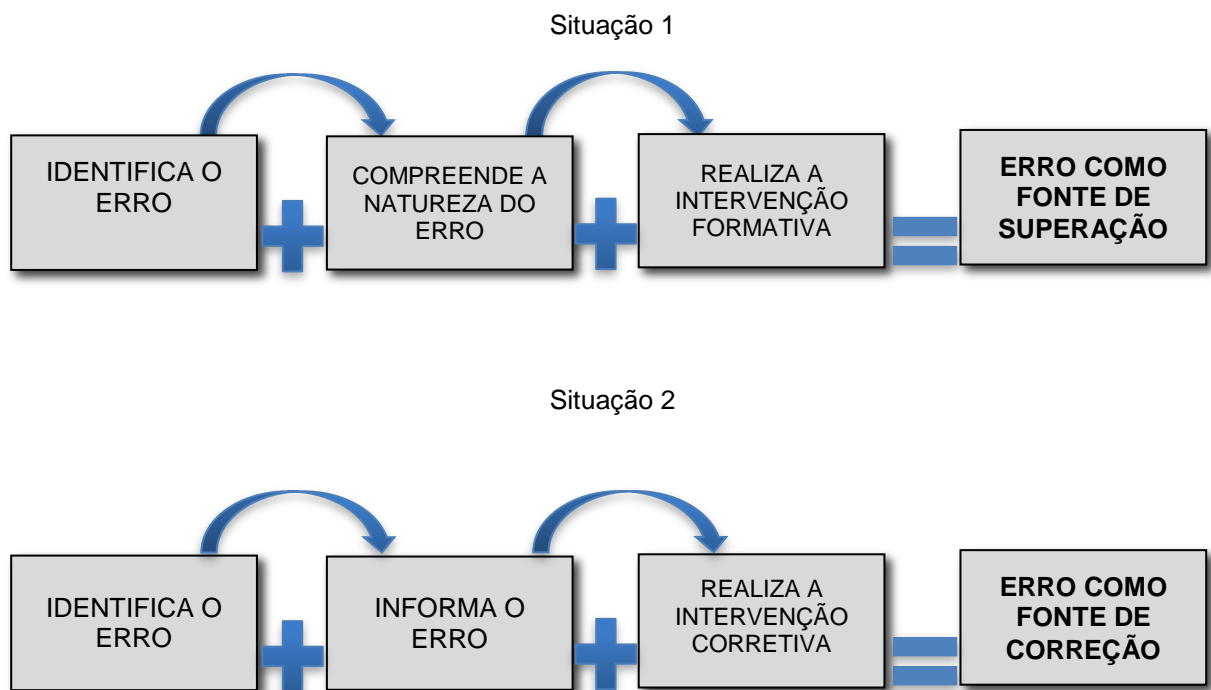 Situação 1
IDENTIFICA O
ERRO
COMPREENDE A
NATUREZA DO
ERRO
REALIZA A
INTERVENÇÃO
FORMATIVA
ERRO COMO
FONTE DE
SUPERAÇÃO
Situação 2
IDENTIFICA O
ERRO
INFORMA O
ERRO
REALIZA A
INTERVENÇÃO
CORRETIVA
ERRO COMO
FONTE DE
CORREÇÃO